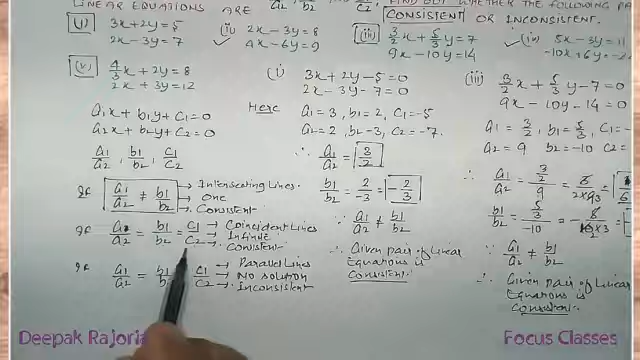 LINEAR EQUATIONS ARE
FIND OUT WHETHER THE FOLLOWING PA
CONSISTENT OR INCONSISTENT.
(i) 3x+2y=5
2x-3y=7
(ii) 2x-3y=8
4x-6y=9
(iii) 3/2 x + 5/3 y = 7
9x-10y=14
(iv) 5x-3y=11
-10x+6y=-2
(v) 4/3 x + 2y = 8
2x + 3y = 12
a1x + b1y + c1 = 0
a2x + b2y + c2 = 0
a1/a2, b1/b2, c1/c2
If a1/a2 ≠ b1/b2 → Intersecting Lines.
→ One
→ Consistent
If a1/a2 = b1/b2 = c1/c2 → Coincident Lines
→ Infinite
→ Consistent
If a1/a2 = b1/b c1/c2 → Parallel Lines
→ No solution
→ Inconsistent
(i) 3x+2y-5=0
2x-3y-7=0
Here a1=3, b1=2, c1=-5
a2=2, b2-3, c2=-7.
∴ a1/a2 = 3/2
b1/b2 = 2/-3 = -2/3
∵ a1/a2 ≠ b1/b2
∴ Given pair of Linear
Equations is
Consistent.
(iii) 3/2 x + 5/3 y - 7 = 0
9x - 10y - 14 = 0
a1 = 3/2, b1 = 5/3, c1 = -
a2 = 9 b2 = -10 c2
∴ a1/a2 = 3/2/9 =
b1/b2 = 5/3/-10 =
∵ a1/a2 ≠ b1/b2
∴ Given pair of Linear
Equations is
Consistent.
Deepak Rajoria
Focus Classes